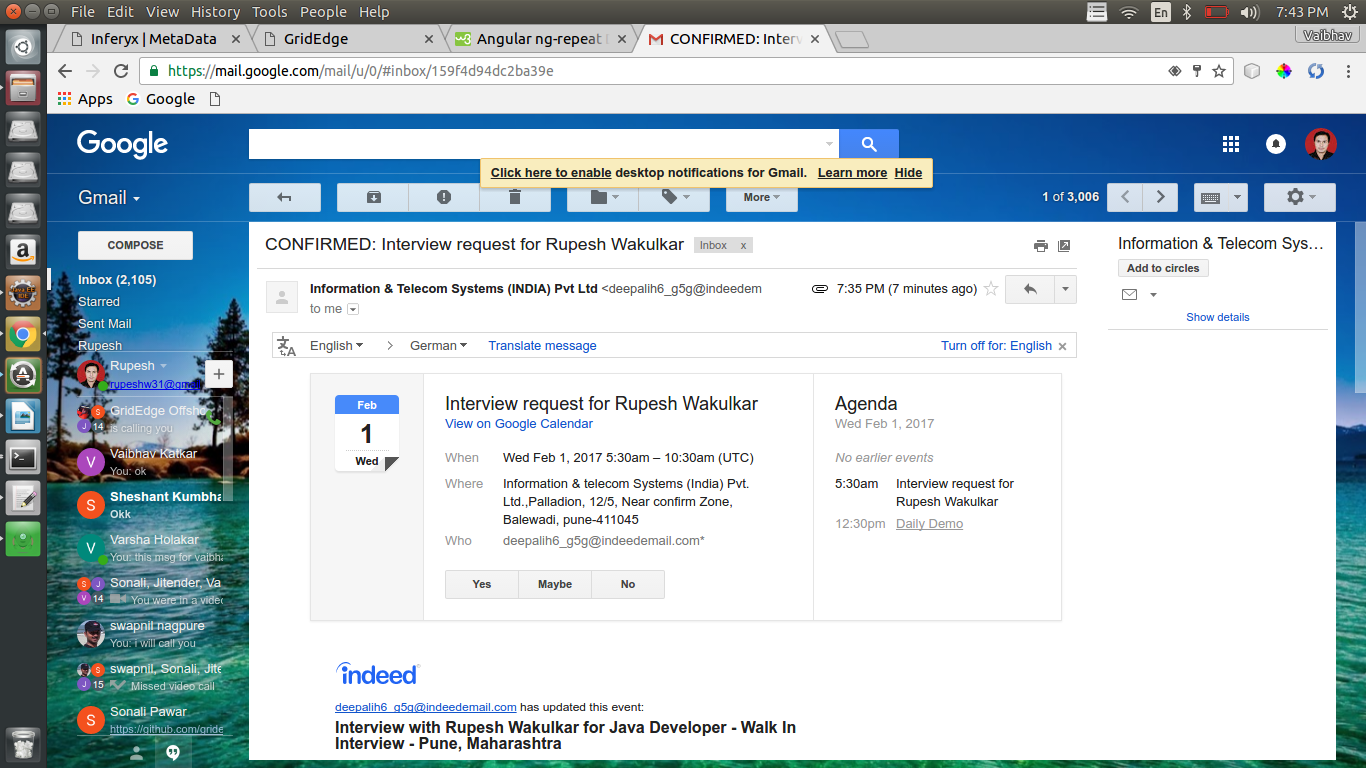 File Edit View History Tools People Help
En
7:43 PM
Inferyx | MetaData
GridEdge
w3
Angular ng-repeat
CONFIRMED: Interv
Vaibhav
https://mail.google.com/mail/u/0/#inbox/159f4d94dc2ba39e
Apps
Google
Google
Click here to enable desktop notifications for Gmail. Learn more Hide
Gmail
More
1 of 3,006
COMPOSE
Inbox (2,105)
Starred
Sent Mail
Rupesh
Rupesh
rupeshw31@gma
GridEdge Offsho
S
J 14
is calling you
V
Vaibhav Katkar
You: ok
S
Sheshant Kumbha
Okk
V
Varsha Holakar
You: this msg for vaibha
S J
Sonali, Jitender, Va
V 14
You were in a video
swapnil nagpure
You: i will call you
S
swapnil, Sonali, Jite
J 15
Missed video call
S
Sonali Pawar
https://github.com/gride
CONFIRMED: Interview request for Rupesh Wakulkar
Inbox x
Information & Telecom Systems (INDIA) Pvt Ltd <deepalih6_g5g@indeedem
7:35 PM (7 minutes ago)
to me
English
German
Translate message
Turn off for: English
Feb
1
Wed
Interview request for Rupesh Wakulkar
View on Google Calendar
When Wed Feb 1, 2017 5:30am – 10:30am (UTC)
Where Information & telecom Systems (India) Pvt.
Ltd.,Palladion, 12/5, Near confirm Zone,
Balewadi, pune-411045
Who deepalih6_g5g@indeedemail.com*
Yes Maybe No
Agenda
Wed Feb 1, 2017
No earlier events
5:30am Interview request for
Rupesh Wakulkar
12:30pm Daily Demo
indeed
deepalih6_g5g@indeedemail.com has updated this event:
Interview with Rupesh Wakulkar for Java Developer - Walk In
Interview - Pune, Maharashtra
Information & Telecom Sys…
Add to circles
Show details